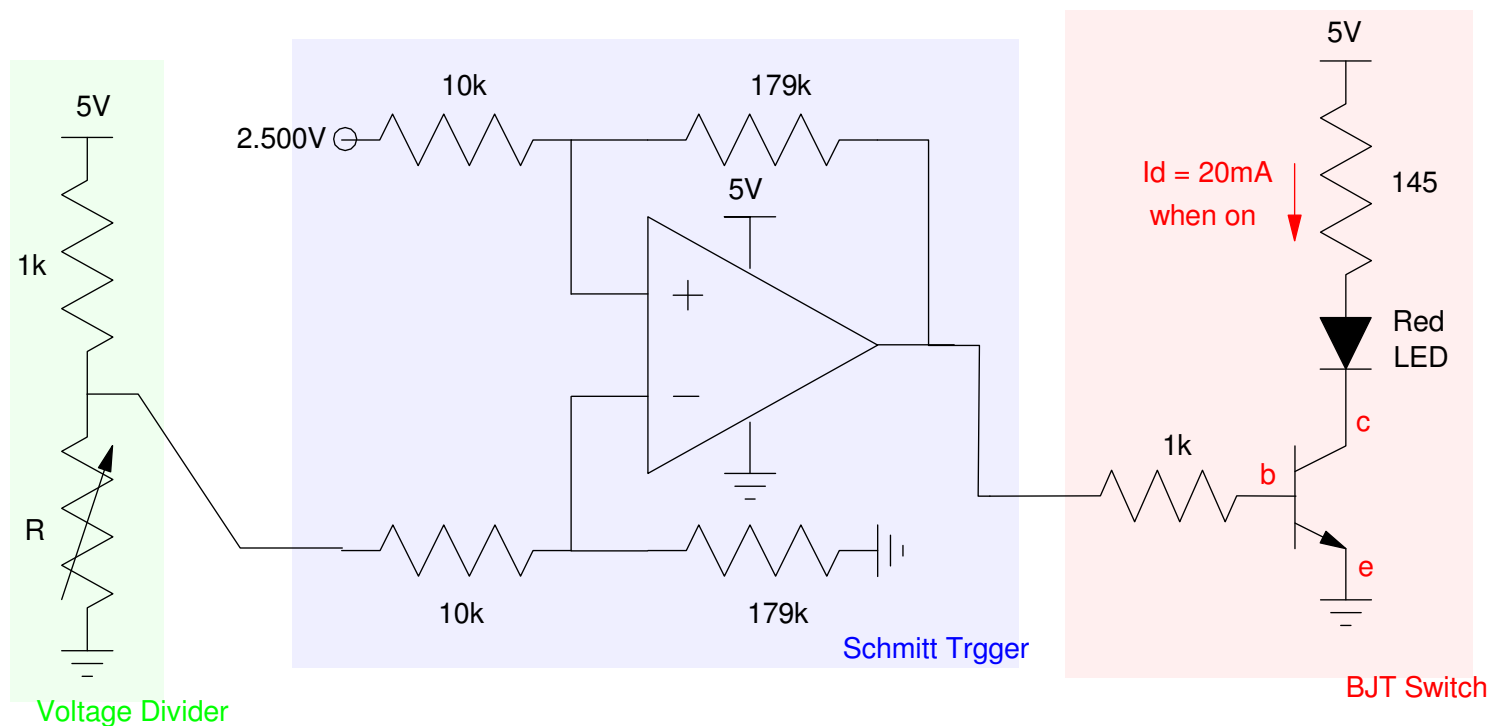 5V
1k
R
Voltage Divider
10k
179k
2.500V
5V
+
−
10k
179k
Schmitt Trgger
5V
Id = 20mA
when on
145
Red
LED
c
1k
b
e
BJT Switch